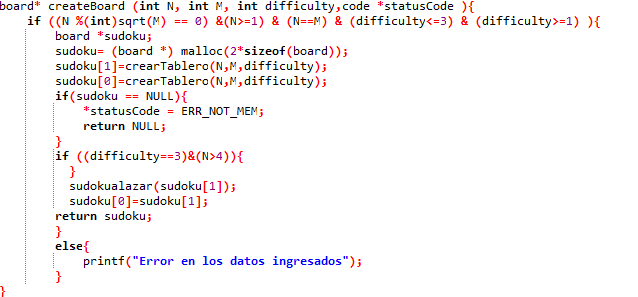 board* createBoard (int N, int M, int difficulty,code *statusCode ){
if ((N %(int)sqrt(M) == 0) &(N>=1) & (N==M) & (difficulty<=3) & (difficulty>=1) ){
board *sudoku;
sudoku= (board *) malloc(2*sizeof(board));
sudoku[1]=crearTablero(N,M,difficulty);
sudoku[0]=crearTablero(N,M,difficulty);
if(sudoku == NULL){
*statusCode = ERR_NOT_MEM;
return NULL;
}
if ((difficulty==3)&(N>4)){
}
sudokualazar(sudoku[1]);
sudoku[0]=sudoku[1];
return sudoku;
}
else{
printf("Error en los datos ingresados");
}
}